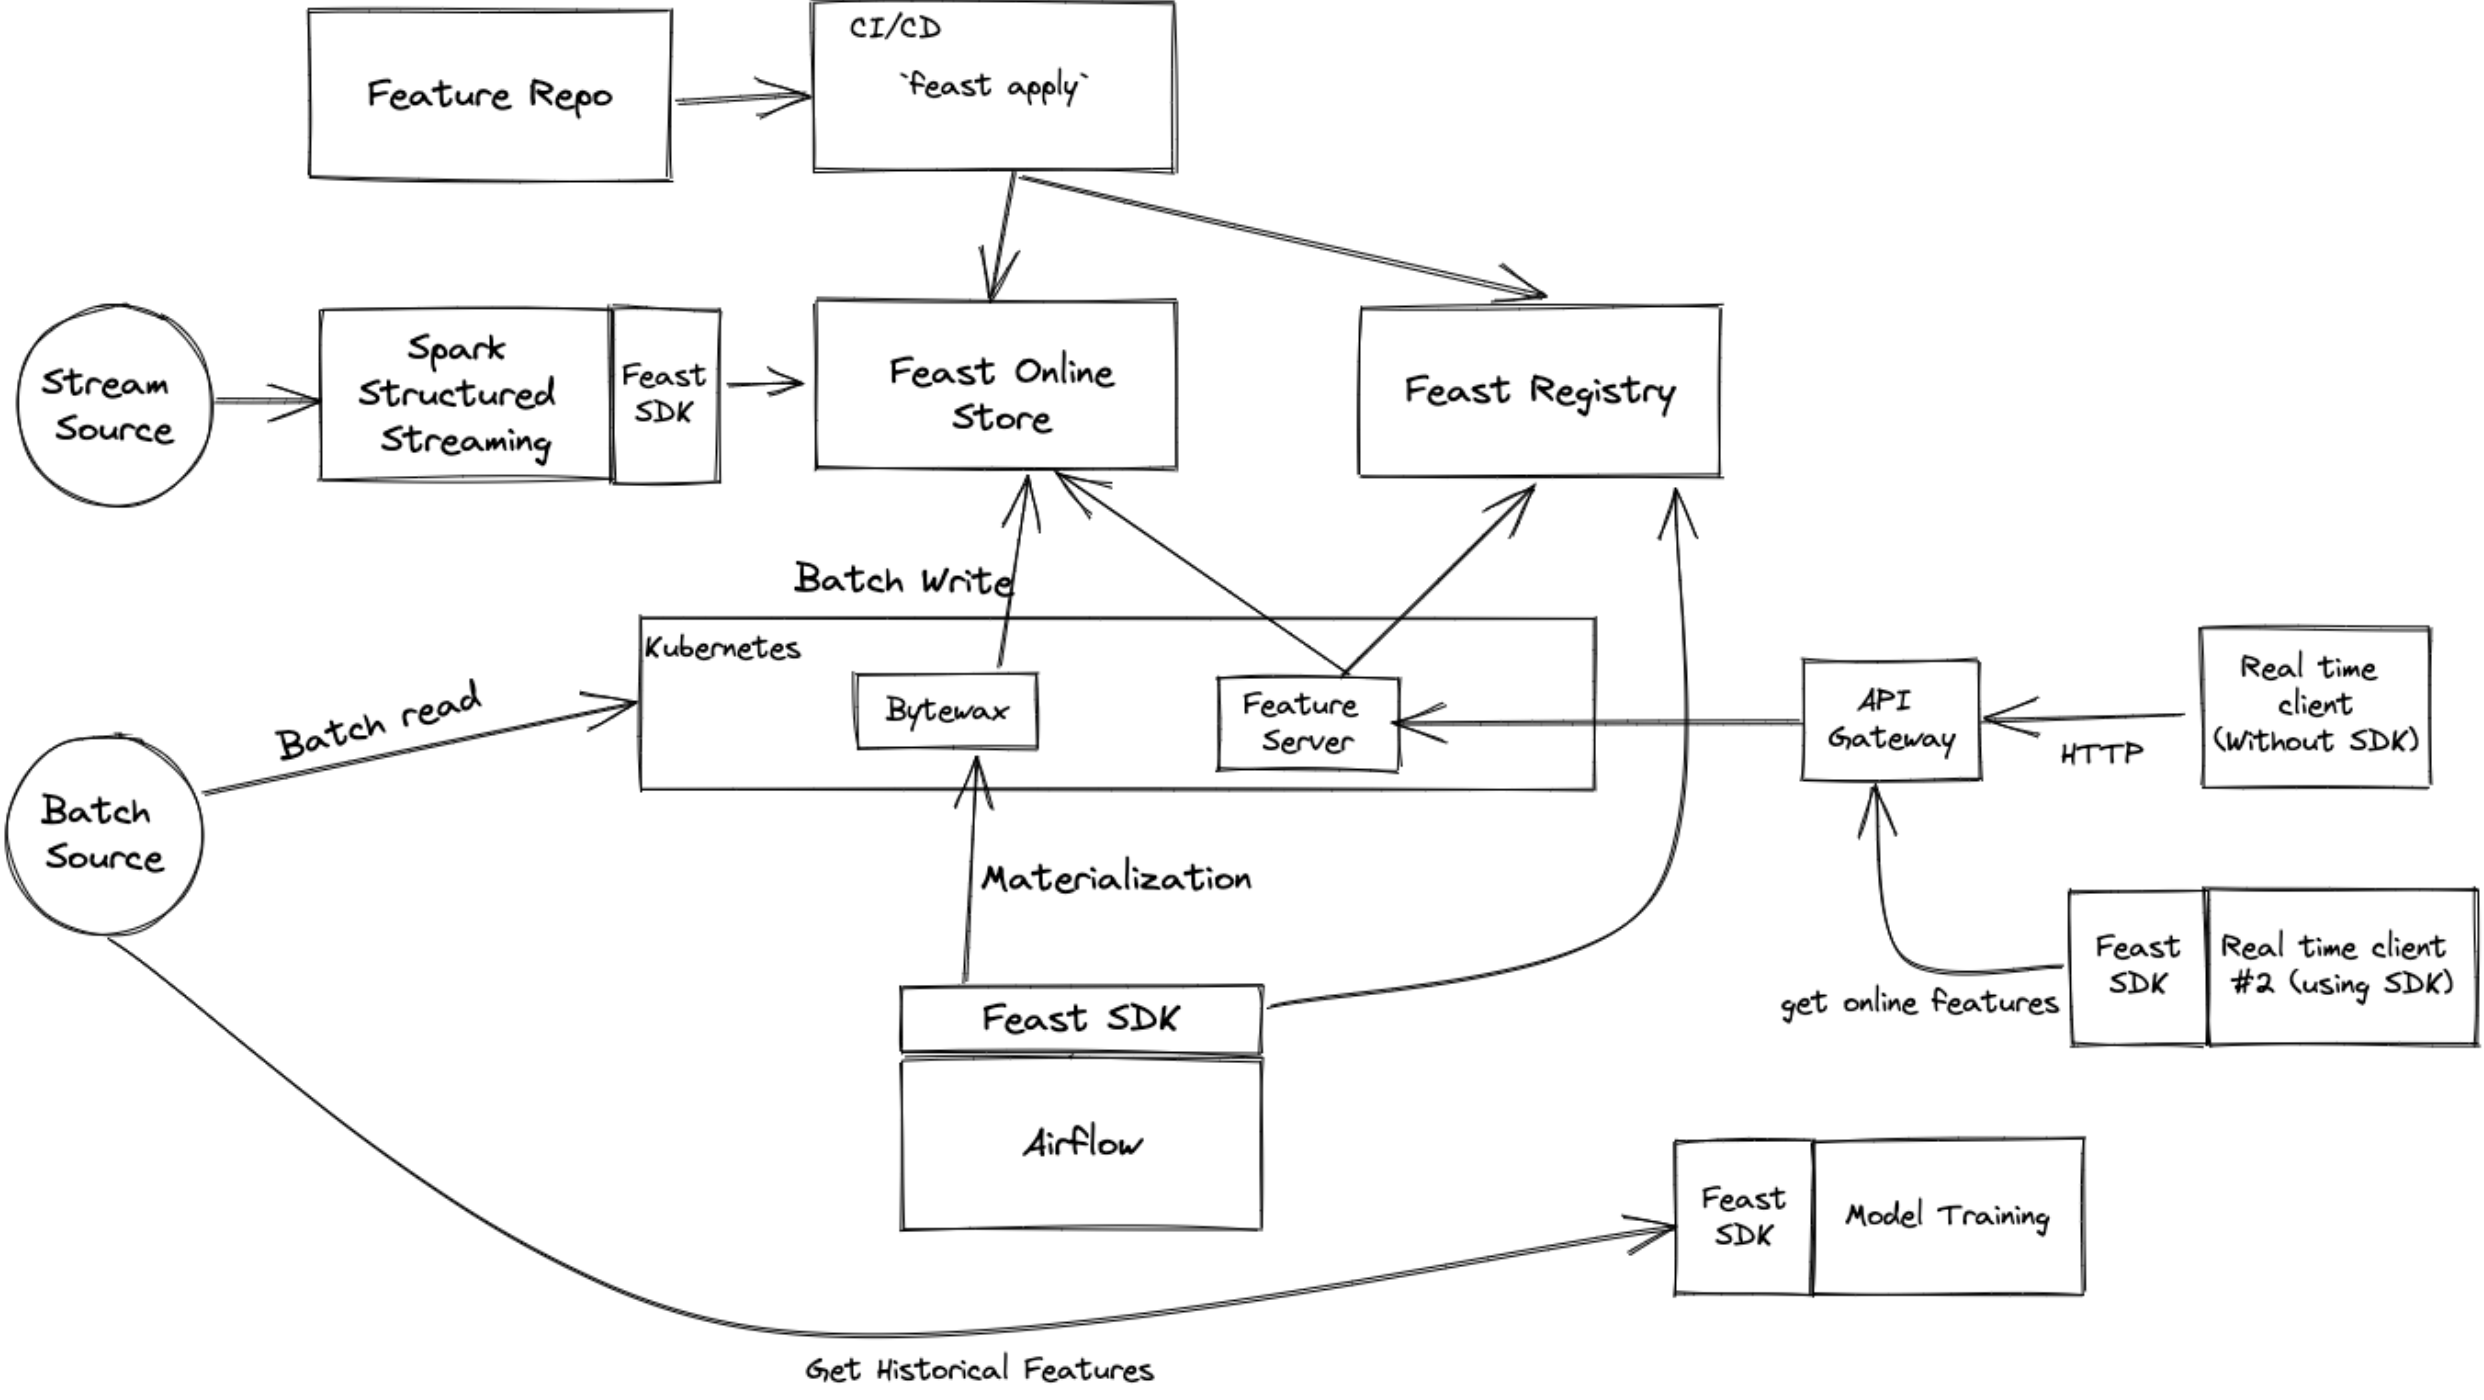 CI/CD
Feature Repo
`feast apply`
Stream
Source
Spark
Structured
Streaming
Feast
SDK
Feast Online
Store
Feast Registry
Batch Write
Kubernetes
Batch read
Bytewax
Feature
Server
API
Gateway
HTTP
Real time
client
(without SDK)
Batch
Source
Materialization
Feast
SDK
Real time client
#2 (using SDK)
get online features
Feast SDK
Airflow
Feast
SDK
Model Training
Get Historical Features